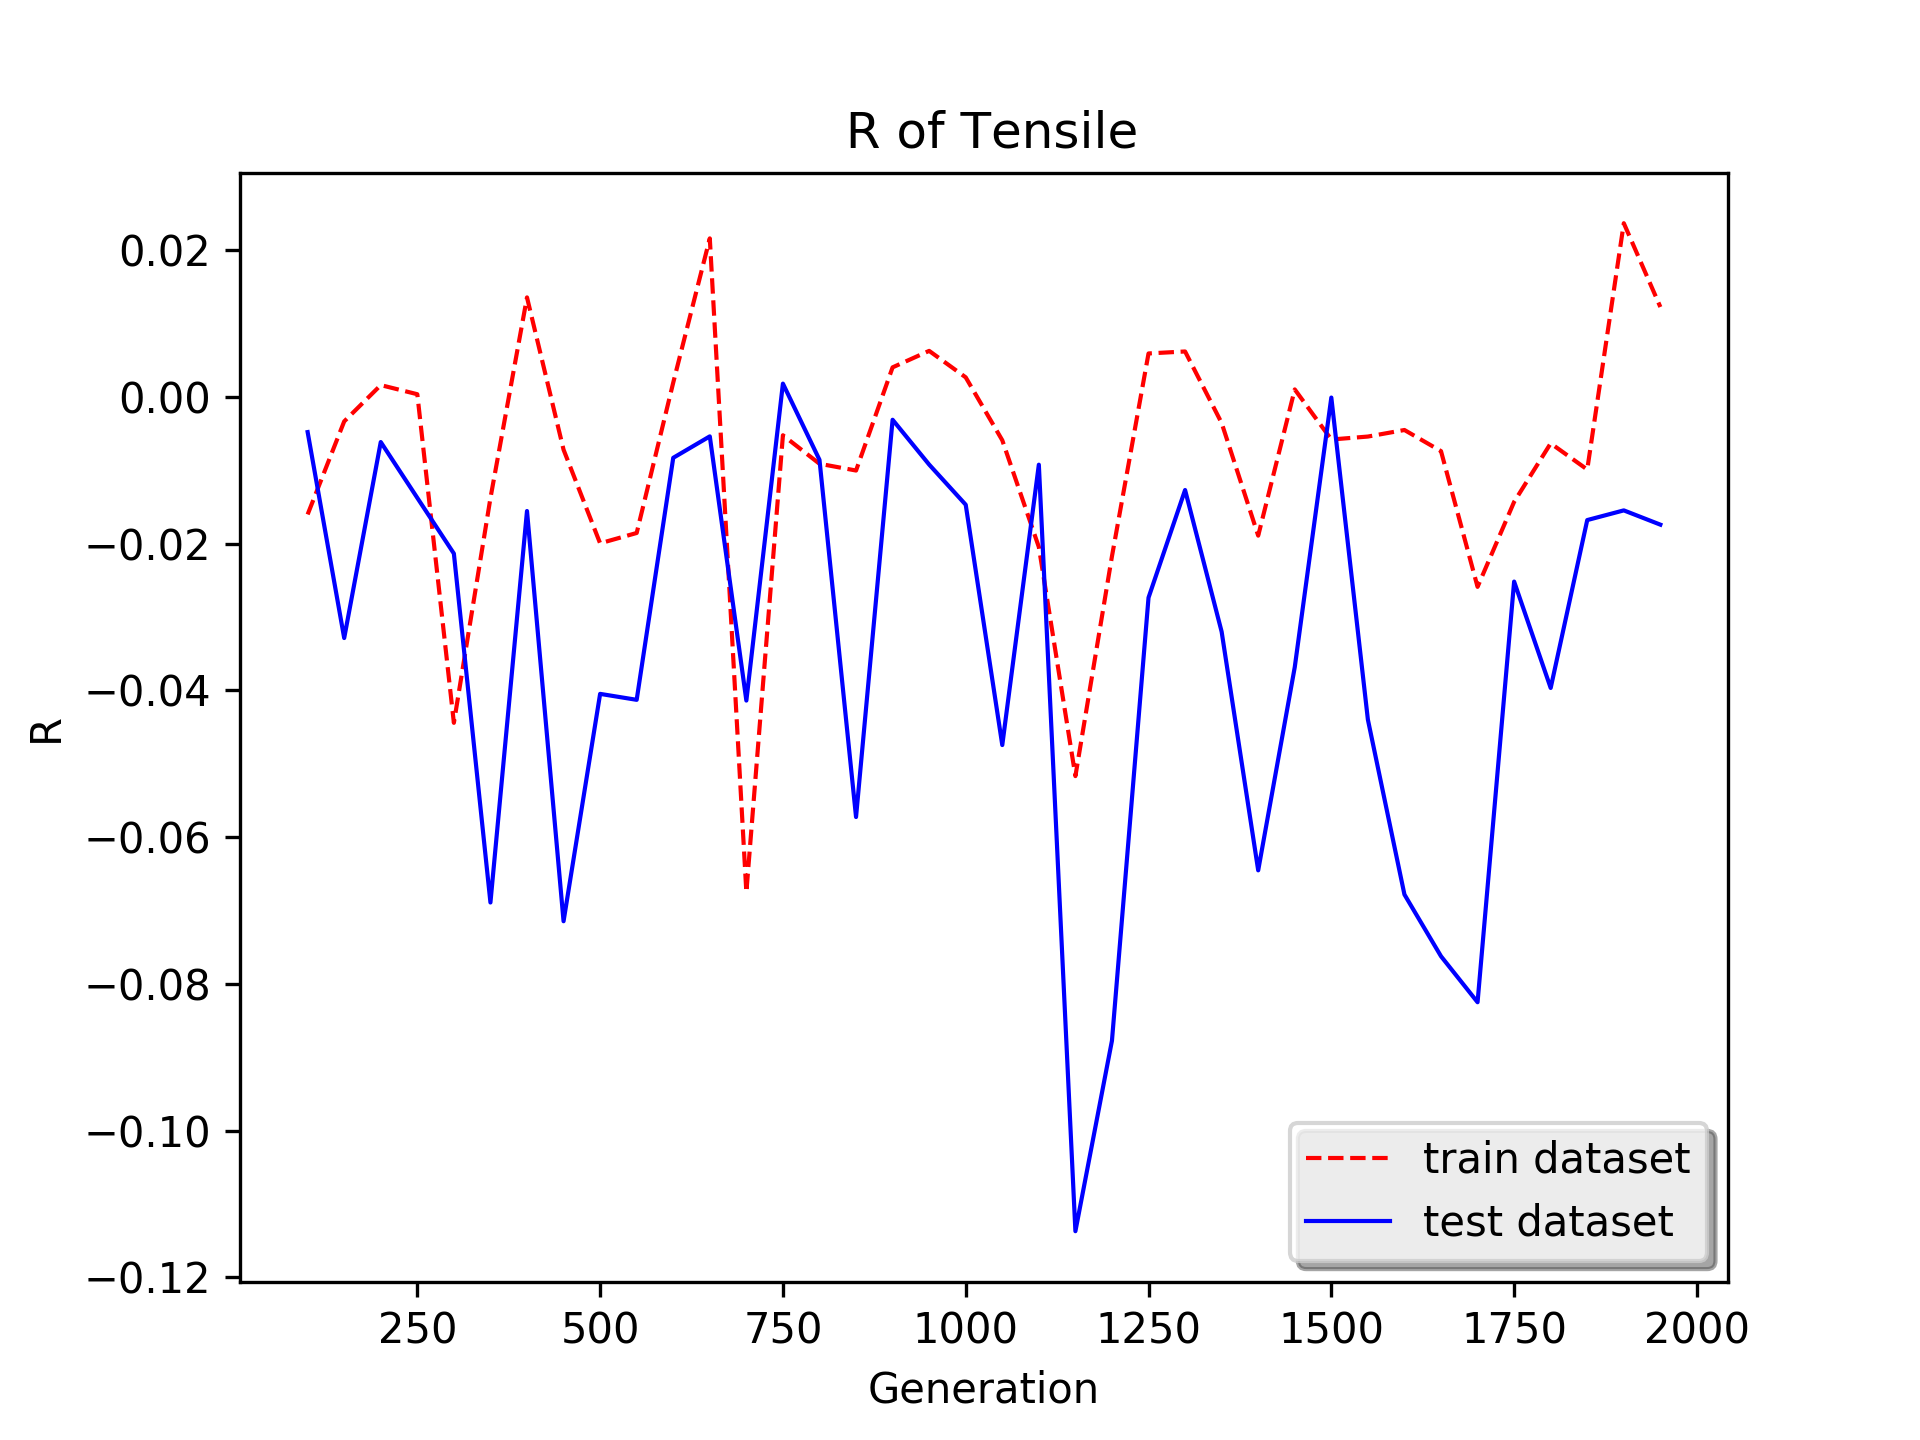 R of Tensile
0.02
0.00
−0.02
−0.04
−0.06
−0.08
−0.10
−0.12
R
250 500 750 1000 1250 1500 1750 2000
Generation
train dataset
test dataset